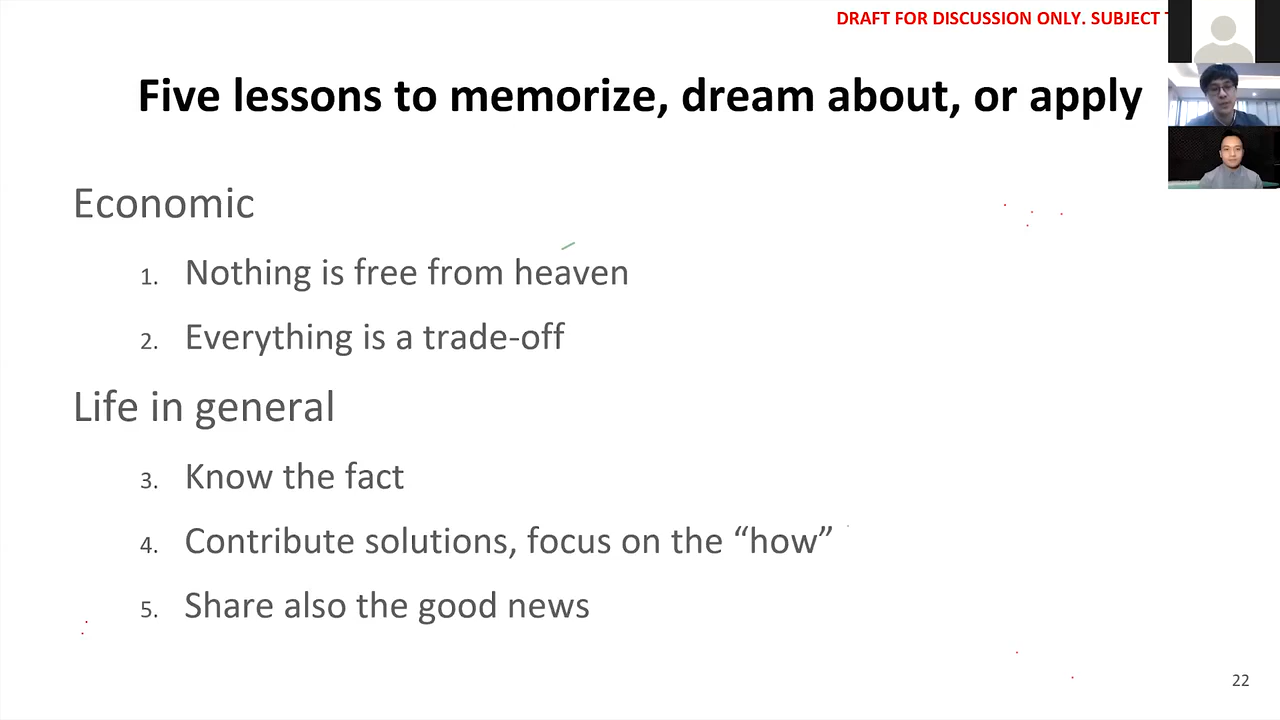 DRAFT FOR DISCUSSION ONLY. SUBJECT
Five lessons to memorize, dream about, or apply
Economic
1. Nothing is free from heaven
2. Everything is a trade-off
Life in general
3. Know the fact
4. Contribute solutions, focus on the “how”
5. Share also the good news
22